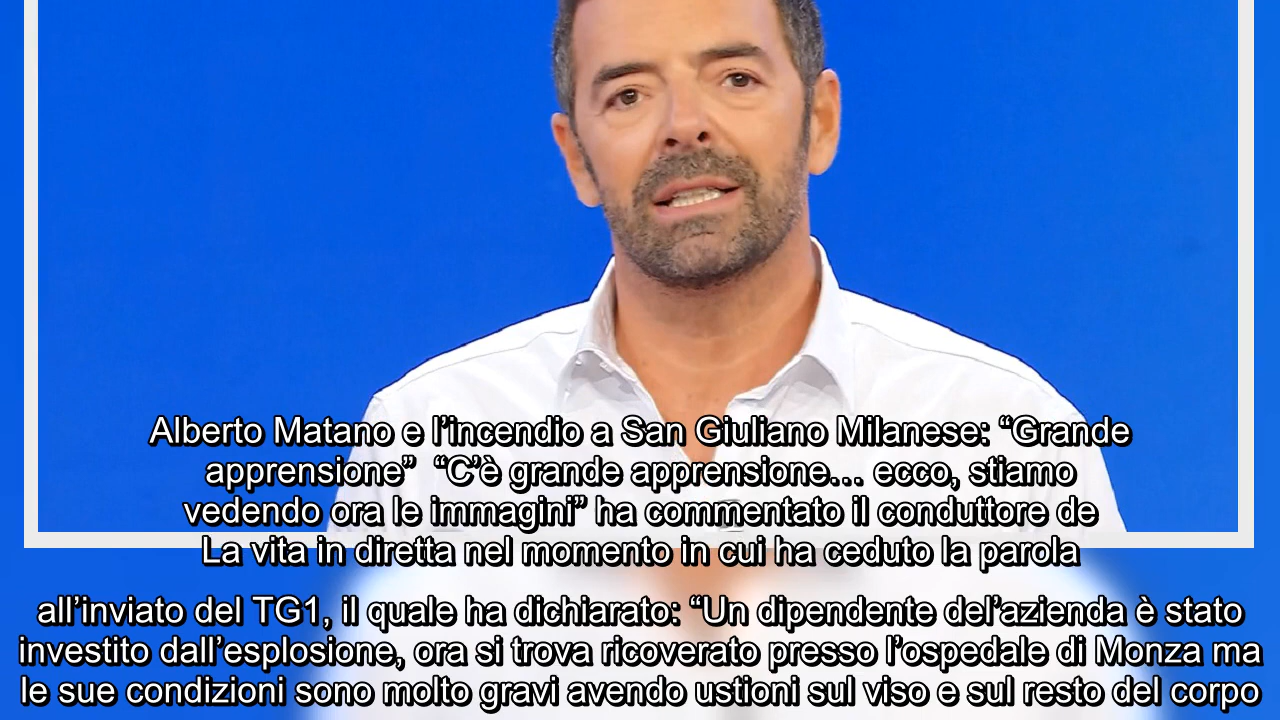 Alberto Matano e l’incendio a San Giuliano Milanese: “Grande
apprensione”  “C’è grande apprensione… ecco, stiamo
vedendo ora le immagini” ha commentato il conduttore de
La vita in diretta nel momento in cui ha ceduto la parola
all’inviato del TG1, il quale ha dichiarato: “Un dipendente del’azienda è stato
investito dall’esplosione, ora si trova ricoverato presso l’ospedale di Monza ma
le sue condizioni sono molto gravi avendo ustioni sul viso e sul resto del corpo